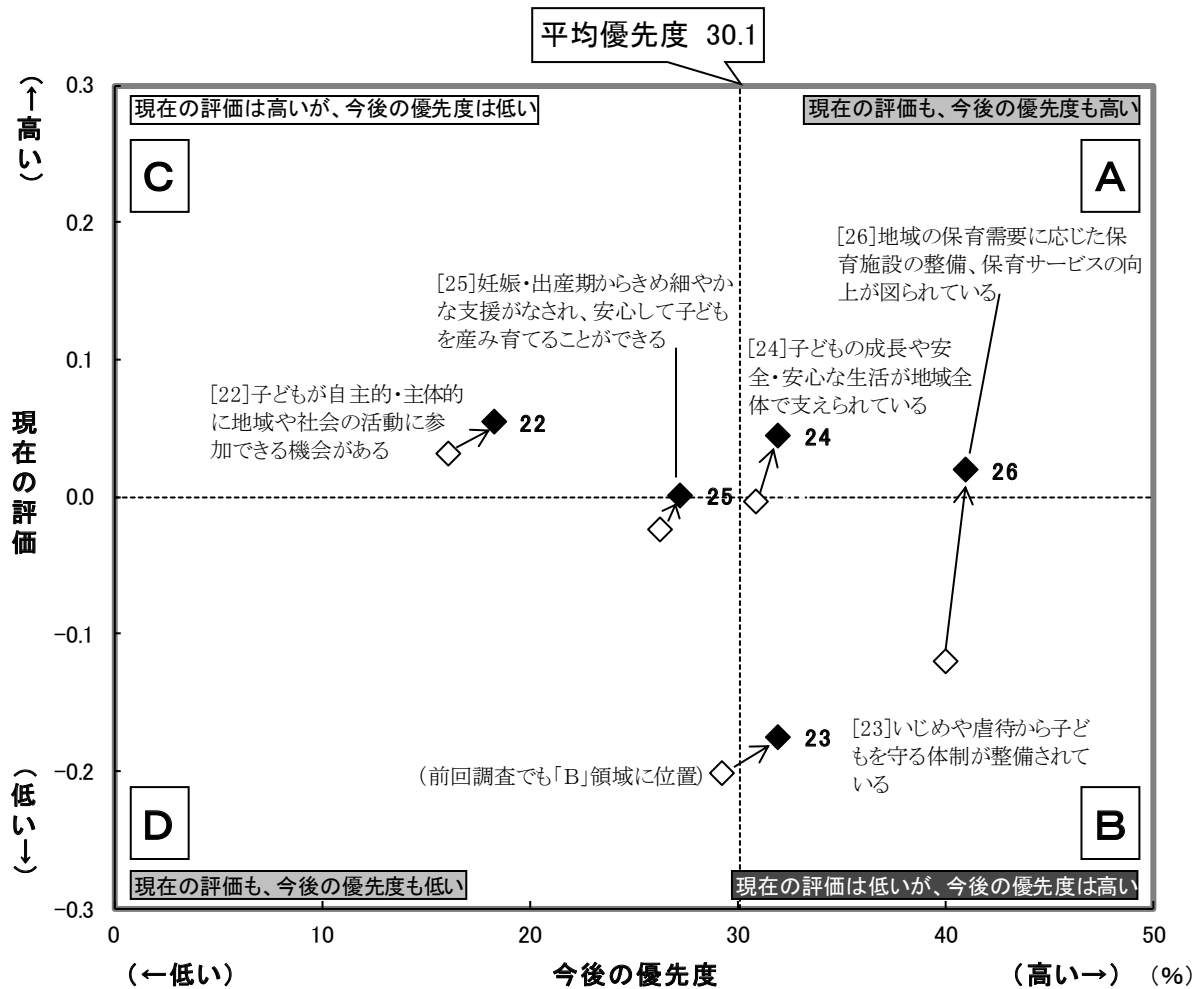 平均優先度 30.1
(←高い)
現在の評価
(低い→)
0.3
0.2
0.1
0.0
-0.1
-0.2
-0.3
現在の評価は高いが、今後の優先度は低い
現在の評価も、今後の優先度も高い
C
A
[26]地域の保育需要に応じた保
育施設の整備、保育サービスの向
上が図られている
[25]妊娠・出産期からきめ細やか
な支援がなされ、安心して子ども
を産み育てることができる
[24]子どもの成長や安
全・安心な生活が地域全
体で支えられている
[22]子どもが自主的・主体的
に地域や社会の活動に参
加できる機会がある
22
24
26
25
23
[23]いじめや虐待から子ど
もを守る体制が整備されて
いる
(前回調査でも「B」領域に位置)
D
B
現在の評価も、今後の優先度も低い
現在の評価は低いが、今後の優先度は高い
0
10
20
30
40
50
(←低い)
今後の優先度
(高い→)
(%)